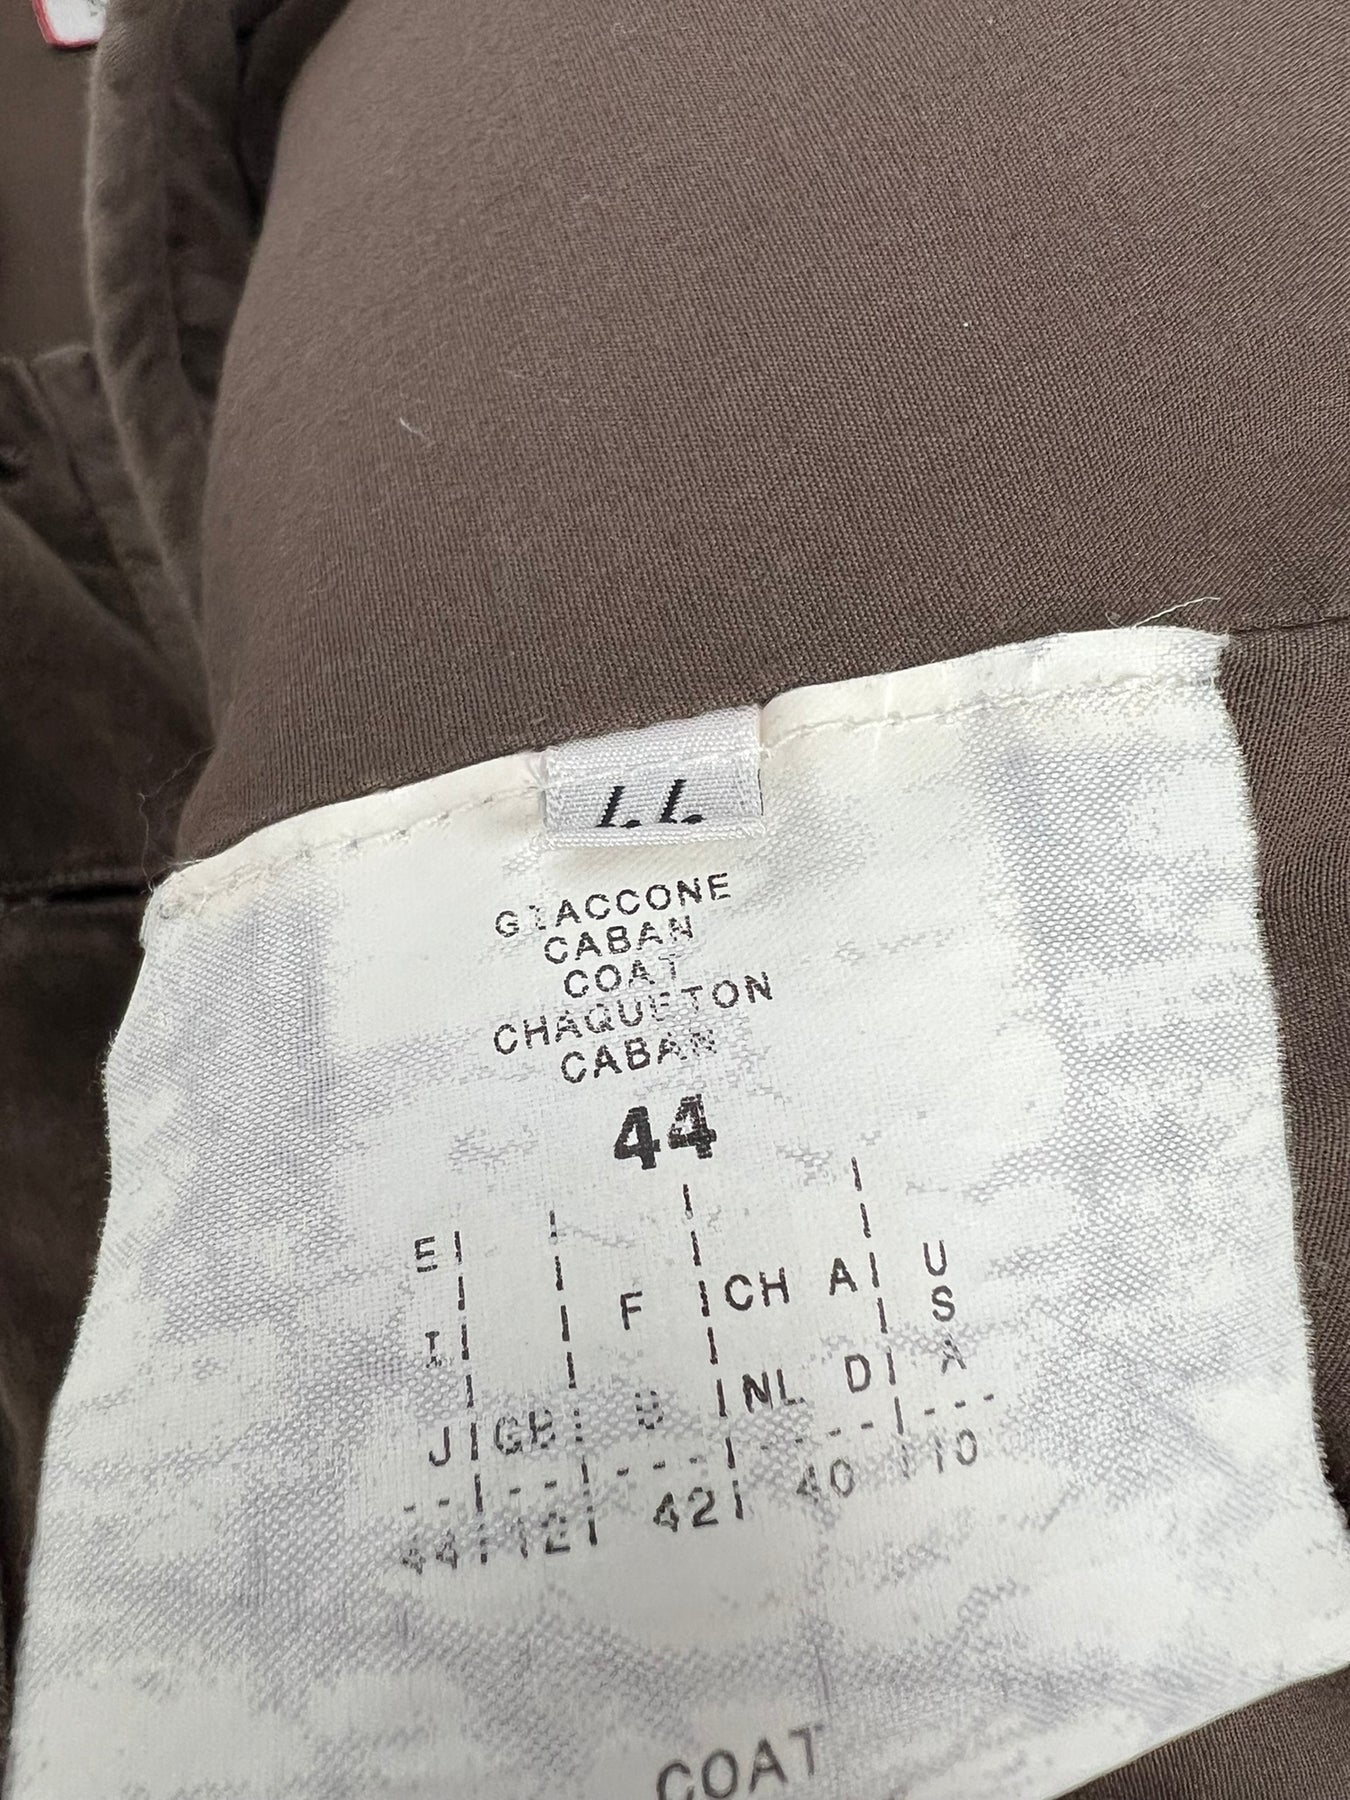 44
GIACCONE
CABAN
COAT
CHAQUETON
CABAN
44
E | | | CH A | U
I | | F | | S
J | GB | B | NL D | A
44 | 12 | 42 | 40 | 10
COAT